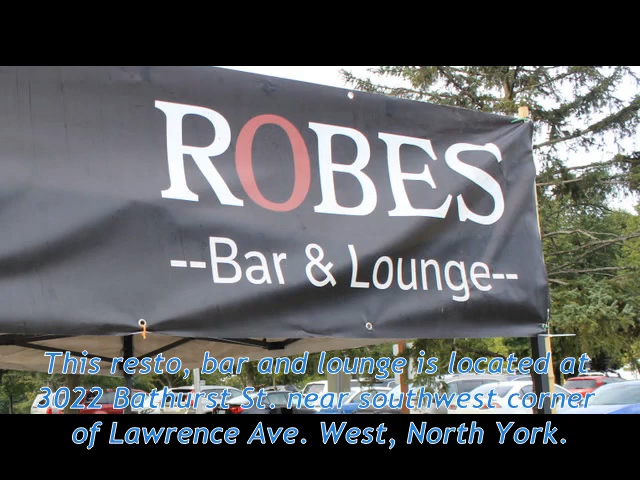 ROBES
--Bar & Lounge--
This resto, bar and lounge is located at
3022 Bathurst St. near southwest corner
of Lawrence Ave. West, North York.